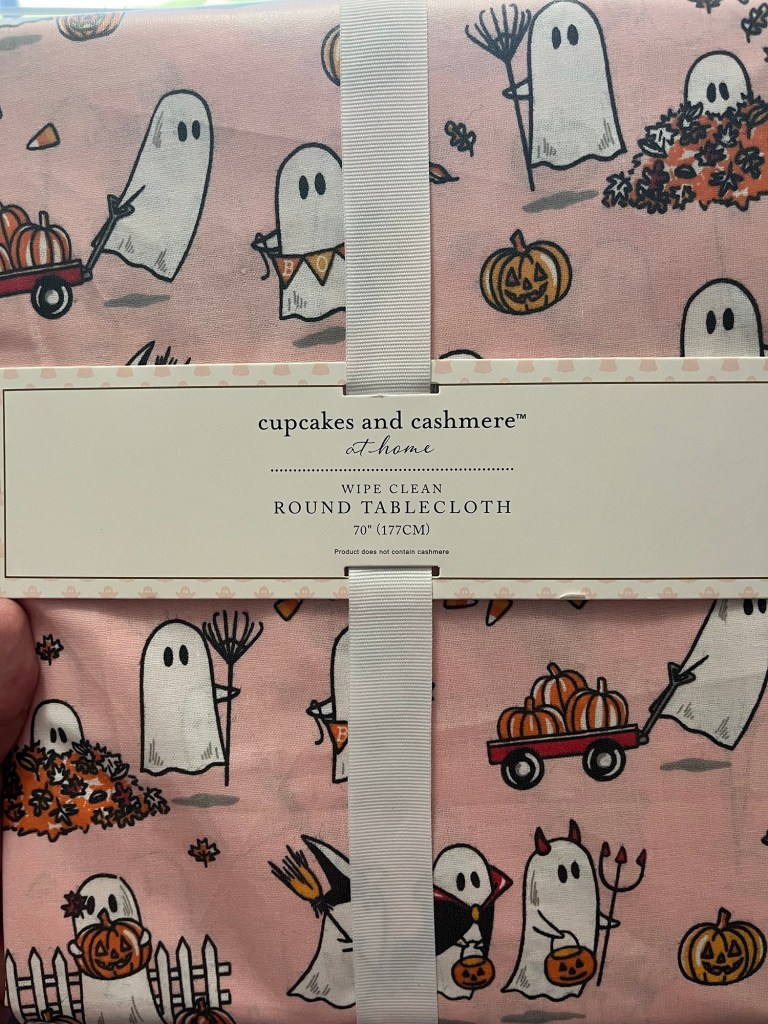 B O
cupcakes and cashmere™
at home
WIPE CLEAN
ROUND TABLECLOTH
70" (177CM)
Product does not contain cashmere
B